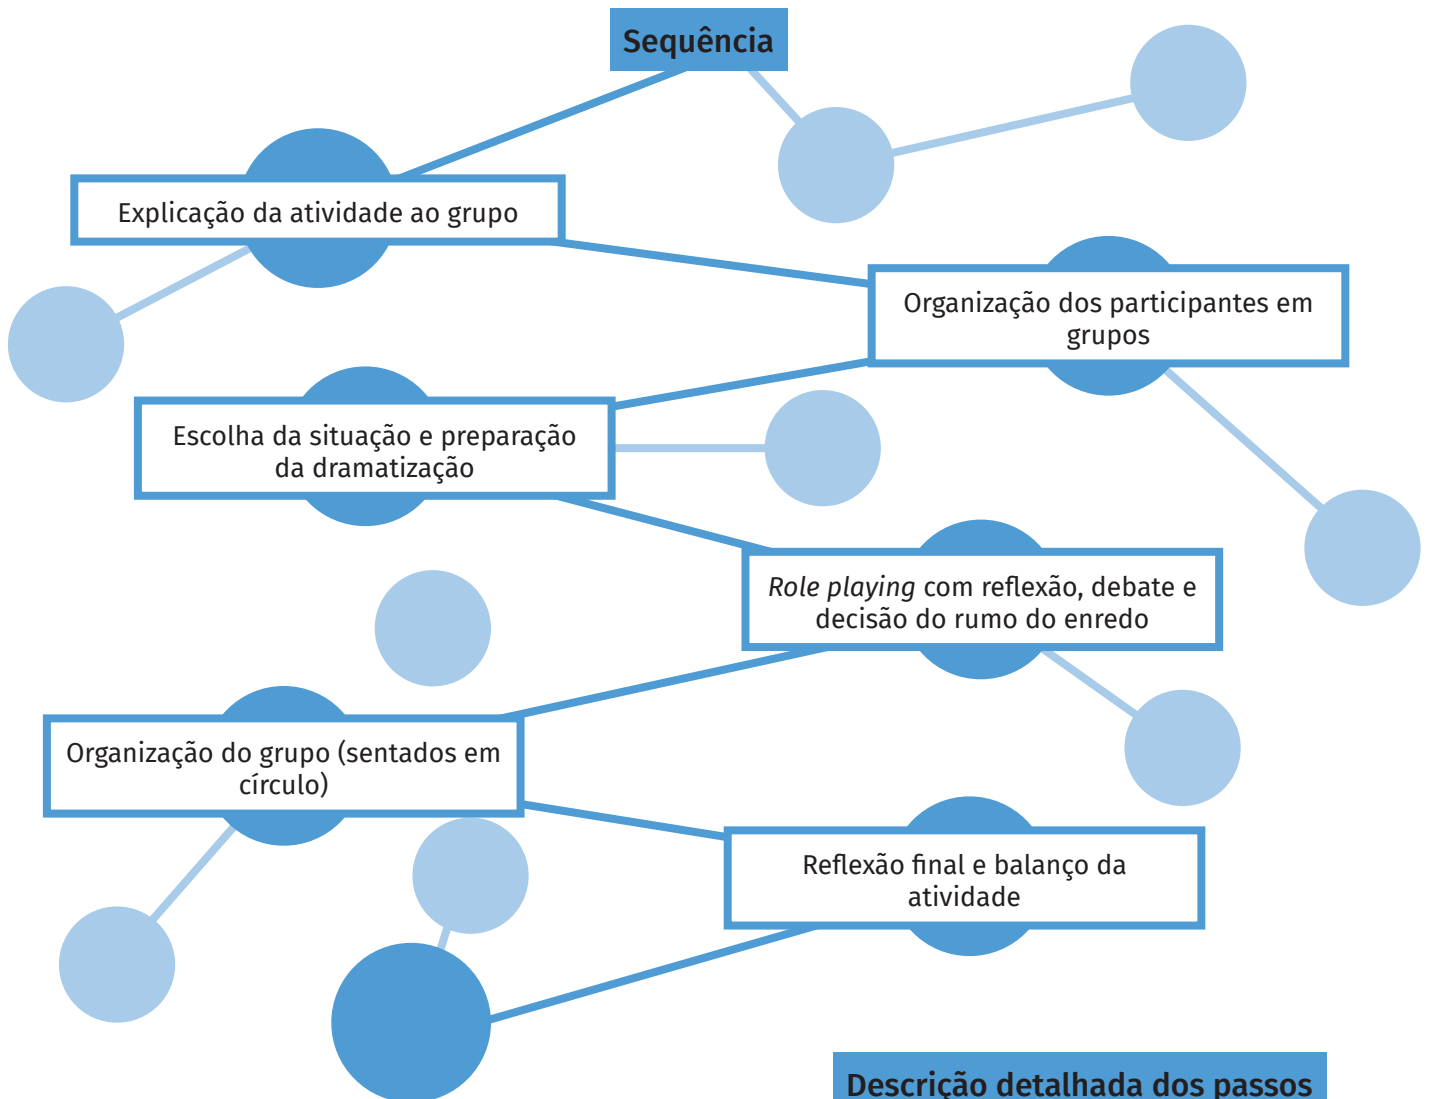 Sequência
Explicação da atividade ao grupo
Organização dos participantes em
grupos
Escolha da situação e preparação
da dramatização
Role playing com reflexão, debate e
decisão do rumo do enredo
Organização do grupo (sentados em
círculo)
Reflexão final e balanço da
atividade
Descrição detalhada dos passos